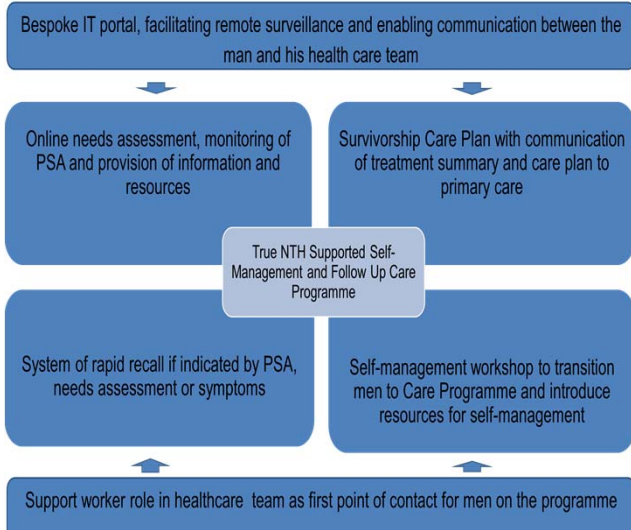 Bespoke IT portal, facilitating remote surveillance and enabling communication between the
man and his health care team
Online needs assessment, monitoring of
PSA and provision of information and
resources
Survivorship Care Plan with communication
of treatment summary and care plan to
primary care
True NTH Supported Self-
Management and Follow Up Care
Programme
System of rapid recall if indicated by PSA,
needs assessment or symptoms
Self-management workshop to transition
men to Care Programme and introduce
resources for self-management
Support worker role in healthcare team as first point of contact for men on the programme